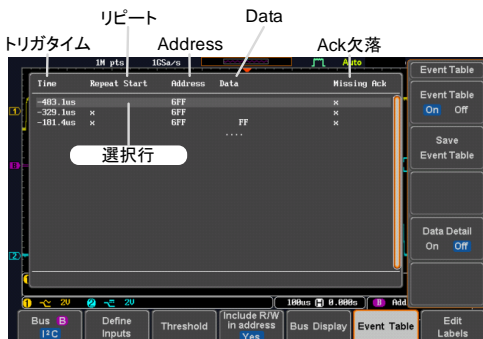 リピート Data
トリガタイム Address Ack欠落
1M pts 1GSa/s Auto
Event Table
Time Repeat Start Address Data Missing Ack
-483.1us 6FF x
-329.1us x 6FF x
-181.4us x 6FF FF x
....
選択行
Event Table
On Off
Save
Event Table
Data Detail
On Off
1
B
2
1 2V 2 2V 100us 0.000s B Add
Bus B
I²C
Define
Inputs
Threshold
Include R/W
in address
Yes
Bus Display
Event Table
Edit
Labels